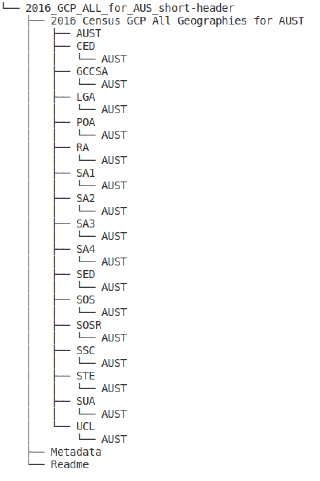 └── 2016_GCP_ALL_for_AUS_short-header
    ├── 2016 Census GCP All Geographies for AUST
    │   ├── AUST
    │   ├── CED
    │   │   └── AUST
    │   ├── GCCSA
    │   │   └── AUST
    │   ├── LGA
    │   │   └── AUST
    │   ├── POA
    │   │   └── AUST
    │   ├── RA
    │   │   └── AUST
    │   ├── SA1
    │   │   └── AUST
    │   ├── SA2
    │   │   └── AUST
    │   ├── SA3
    │   │   └── AUST
    │   ├── SA4
    │   │   └── AUST
    │   ├── SED
    │   │   └── AUST
    │   ├── SOS
    │   │   └── AUST
    │   ├── SOSR
    │   │   └── AUST
    │   ├── SSC
    │   │   └── AUST
    │   ├── STE
    │   │   └── AUST
    │   ├── SUA
    │   │   └── AUST
    │   └── UCL
    │       └── AUST
    ├── Metadata
    └── Readme